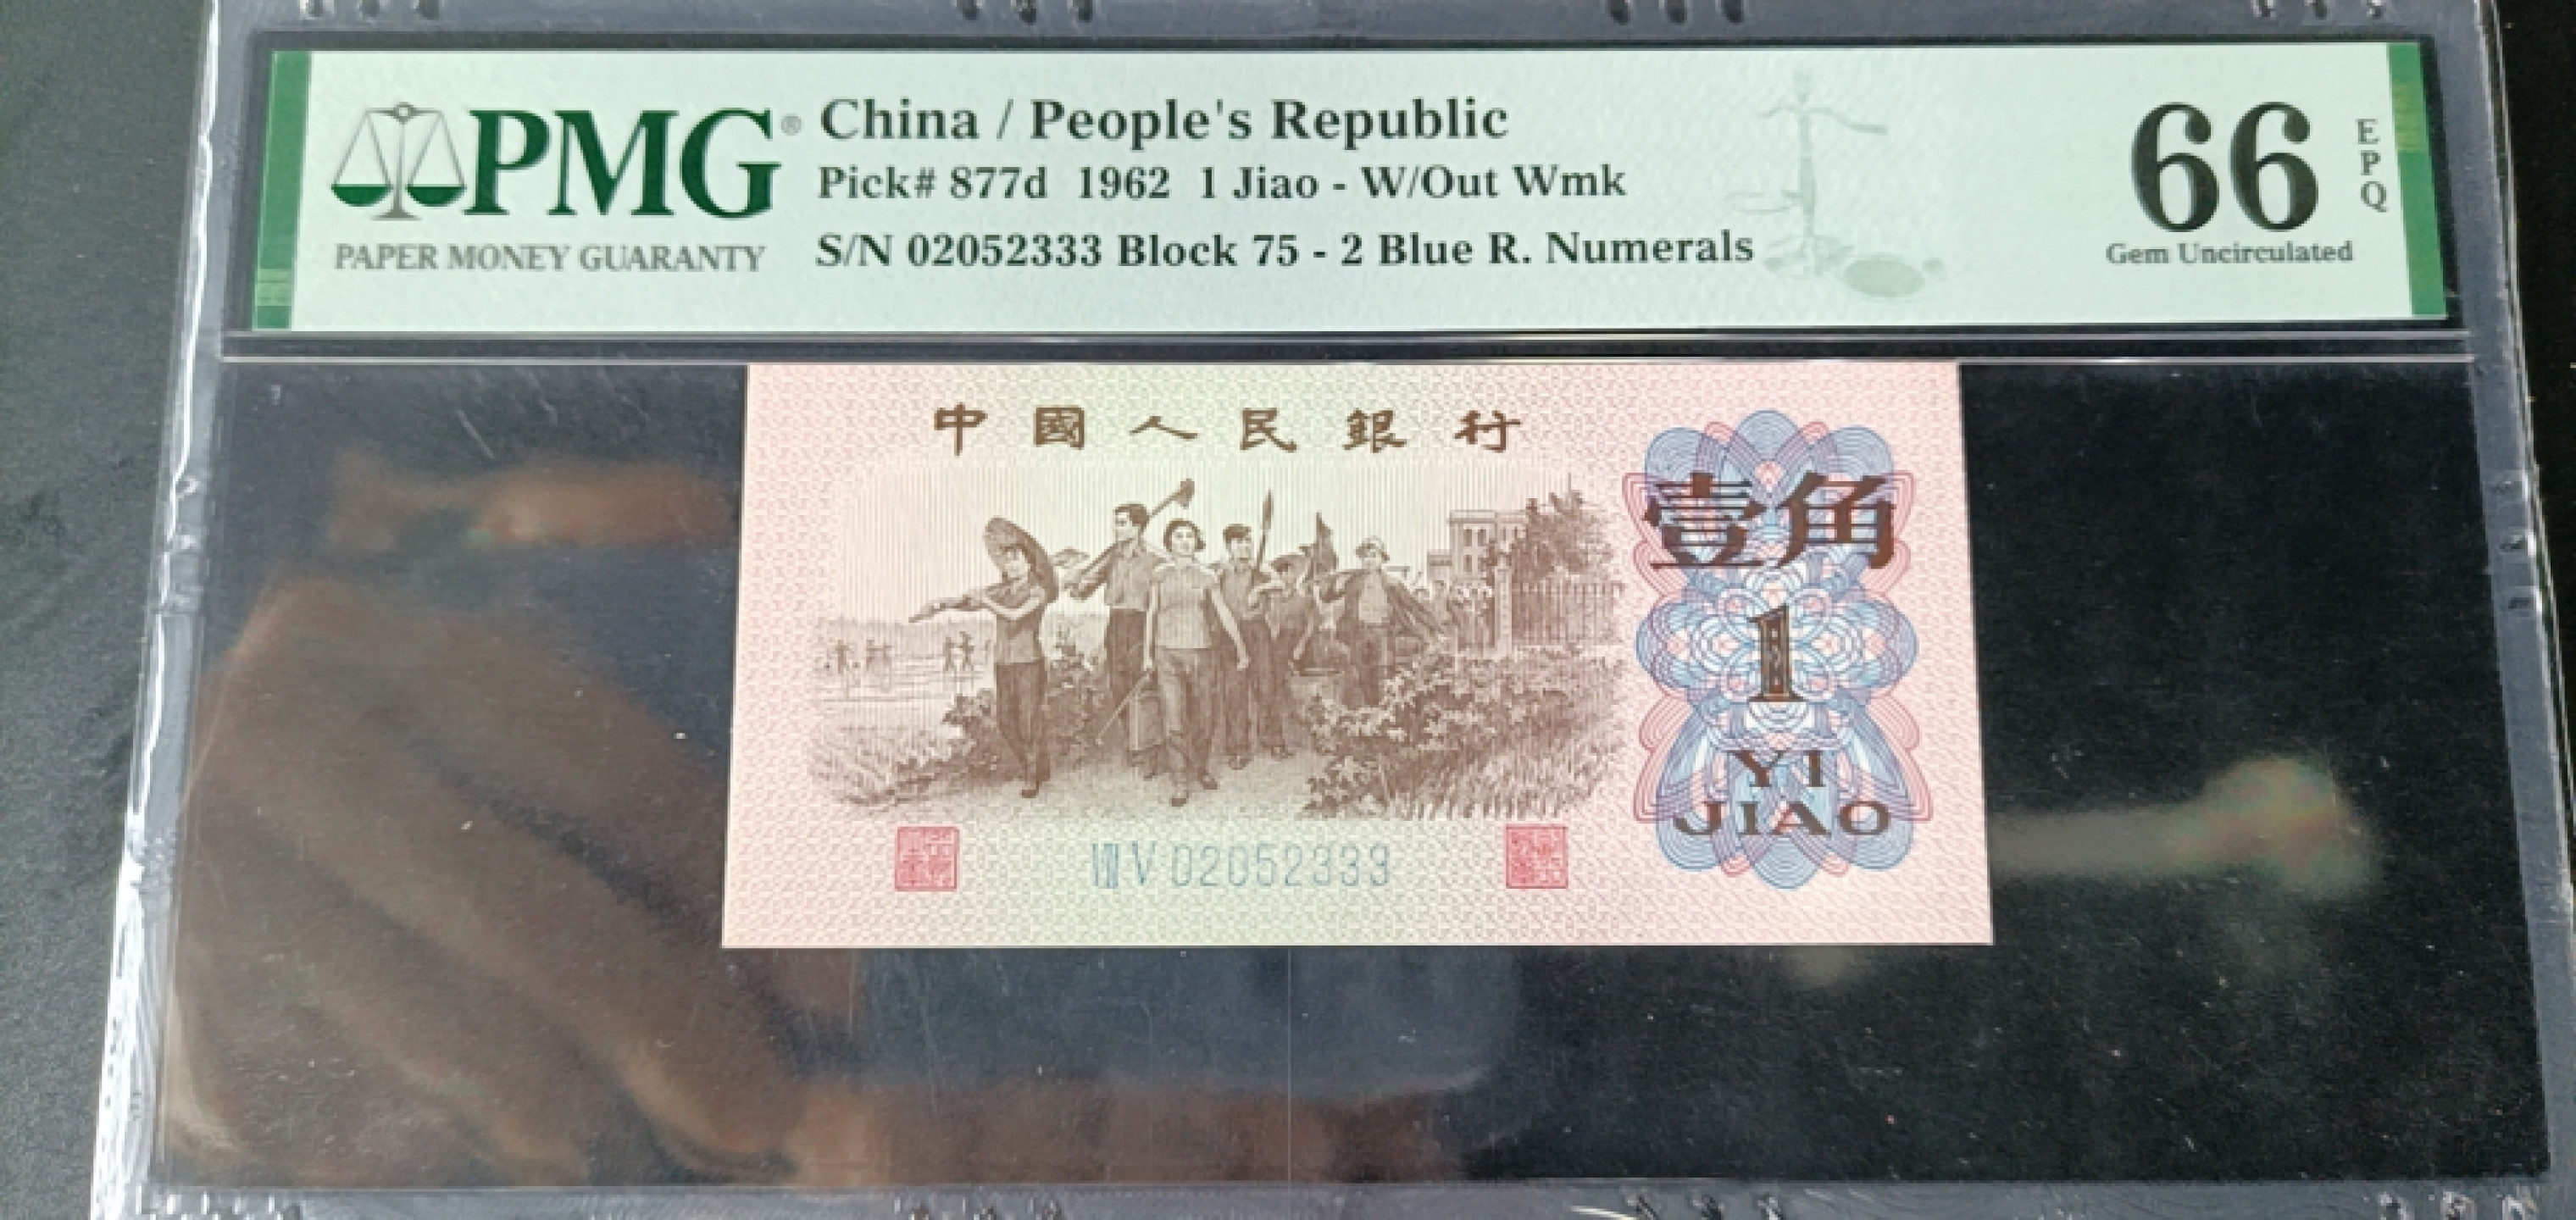 PMG®
PAPER MONEY GUARANTY
China / People's Republic
Pick# 877d 1962 1 Jiao - W/Out Wmk
S/N 02052333 Block 75 - 2 Blue R. Numerals
66
EPQ
Gem Uncirculated
中國人民銀行
壹角
1
YI
JIAO
V 02052333